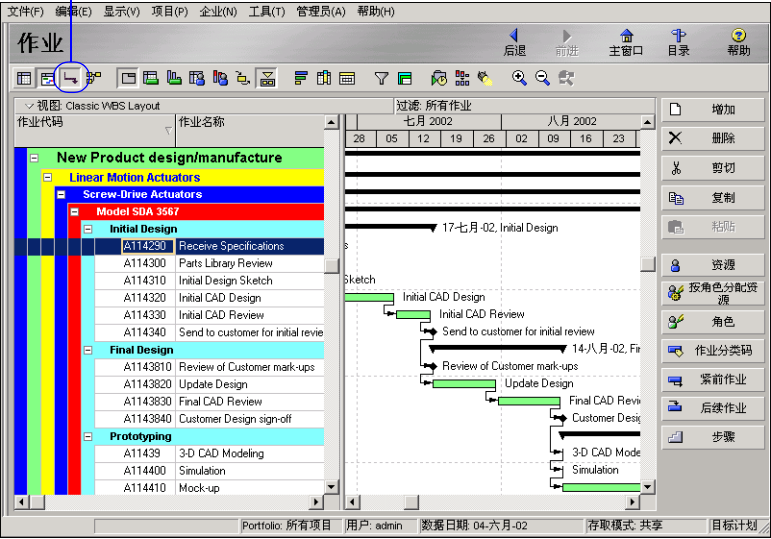 文件(F) 编辑(E) 显示(V) 项目(P) 企业(N) 工具(T) 管理员(A) 帮助(H)
作业
后退 前进 主窗口 目录 帮助
视图: Classic WBS Layout
过滤: 所有作业
作业代码 作业名称
七月 2002 八月 2002
28 05 12 19 26 02 09 16 23
New Product design/manufacture
Linear Motion Actuators
Screw-Drive Actuators
Model SDA 3567
Initial Design 17-七月-02, Initial Design
A114290 Receive Specifications s
A114300 Parts Library Review
A114310 Initial Design Sketch Sketch
A114320 Initial CAD Design Initial CAD Design
A114330 Initial CAD Review Initial CAD Review
A114340 Send to customer for initial revie Send to customer for initial review
Final Design 14-八月-02, Fir
A1143810 Review of Customer mark-ups Review of Customer mark-ups
A1143820 Update Design Update Design
A1143830 Final CAD Review Final CAD Revi
A1143840 Customer Design sign-off Customer Desig
Prototyping
A11439 3-D CAD Modeling 3-D CAD Mode
A114400 Simulation Simulation
A114410 Mock-up
增加
删除
剪切
复制
粘贴
资源
按角色分配资
源
角色
作业分类码
紧前作业
后续作业
步骤
Portfolio: 所有项目 用户: admin 数据日期: 04-六月-02 存取模式: 共享 目标计划